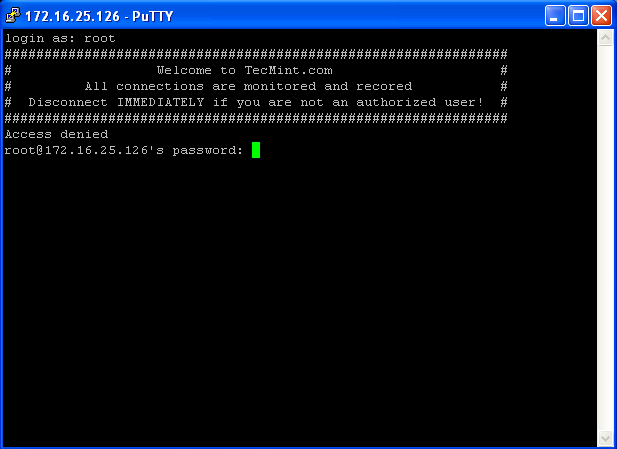 172.16.25.126 - PuTTY
login as: root
###############################################################
#                  Welcome to TecMint.com                     #
#         All connections are monitored and recored           #
#  Disconnect IMMEDIATELY if you are not an authorized user!  #
###############################################################
Access denied
root@172.16.25.126's password: